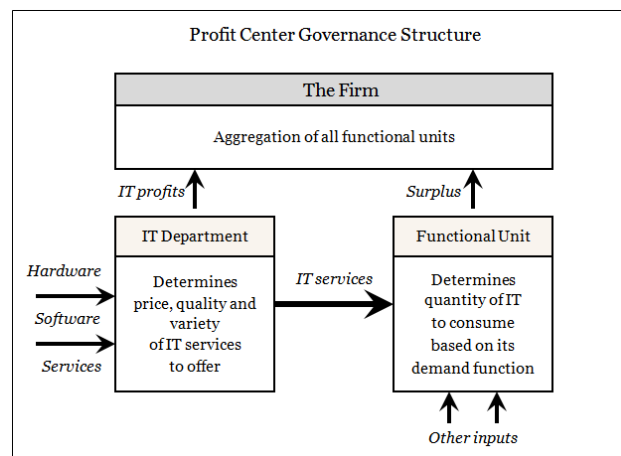 Profit Center Governance Structure
The Firm
Aggregation of all functional units
IT profits
Surplus
IT Department
Functional Unit
Hardware
Software
Services
Determines
price, quality and
variety
of IT services
to offer
IT services
Determines
quantity of IT
to consume
based on its
demand function
Other inputs